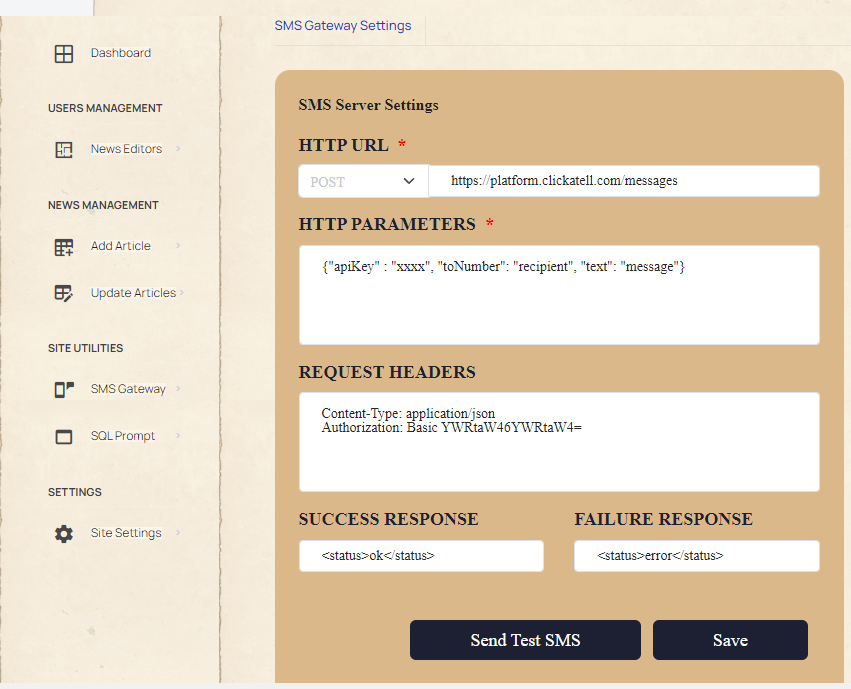 SMS Gateway Settings
Dashboard
USERS MANAGEMENT
News Editors
NEWS MANAGEMENT
Add Article
Update Articles
SITE UTILITIES
SMS Gateway
SQL Prompt
SETTINGS
Site Settings
SMS Server Settings
HTTP URL *
POST https://platform.clickatell.com/messages
HTTP PARAMETERS *
{"apiKey" : "xxxx", "toNumber": "recipient", "text": "message"}
REQUEST HEADERS
Content-Type: application/json
Authorization: Basic YWRtaW46YWRtaW4=
SUCCESS RESPONSE FAILURE RESPONSE
<status>ok</status> <status>error</status>
Send Test SMS Save